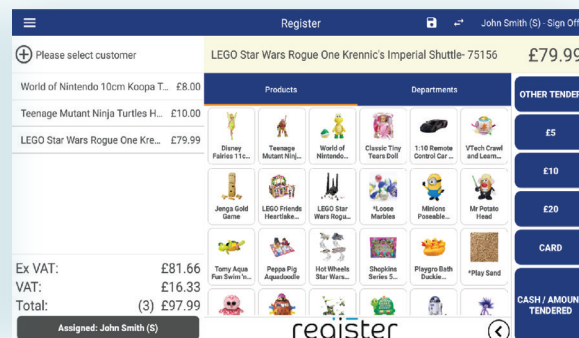 Register
John Smith (S) - Sign Off
Please select customer
LEGO Star Wars Rogue One Krennic's Imperial Shuttle- 75156
£79.99
World of Nintendo 10cm Koopa T... £8.00
Teenage Mutant Ninja Turtles H... £10.00
LEGO Star Wars Rogue One Kre... £79.99
Products
Departments
OTHER TENDER
£5
£10
£20
CARD
CASH / AMOUN
TENDERED
Disney
Fairies 11c...
Teenage
Mutant Ninj...
World of
Nintendo...
Classic Tiny
Tears Doll
1:10 Remote
Control Car ...
VTech Crawl
and Learn...
Jenga Gold
Game
LEGO Friends
Heartlake...
LEGO Star
Wars Rogu...
*Loose
Marbles
Minions
Poseable...
Mr Potato
Head
Tomy Aqua
Fun Swim'n...
Peppa Pig
Aquadoodle
Hot Wheels
Star Wars...
Shopkins
Series 5...
Playgro Bath
Duckie...
*Play Sand
Ex VAT: £81.66
VAT: £16.33
Total: (3) £97.99
Assigned: John Smith (S)
register